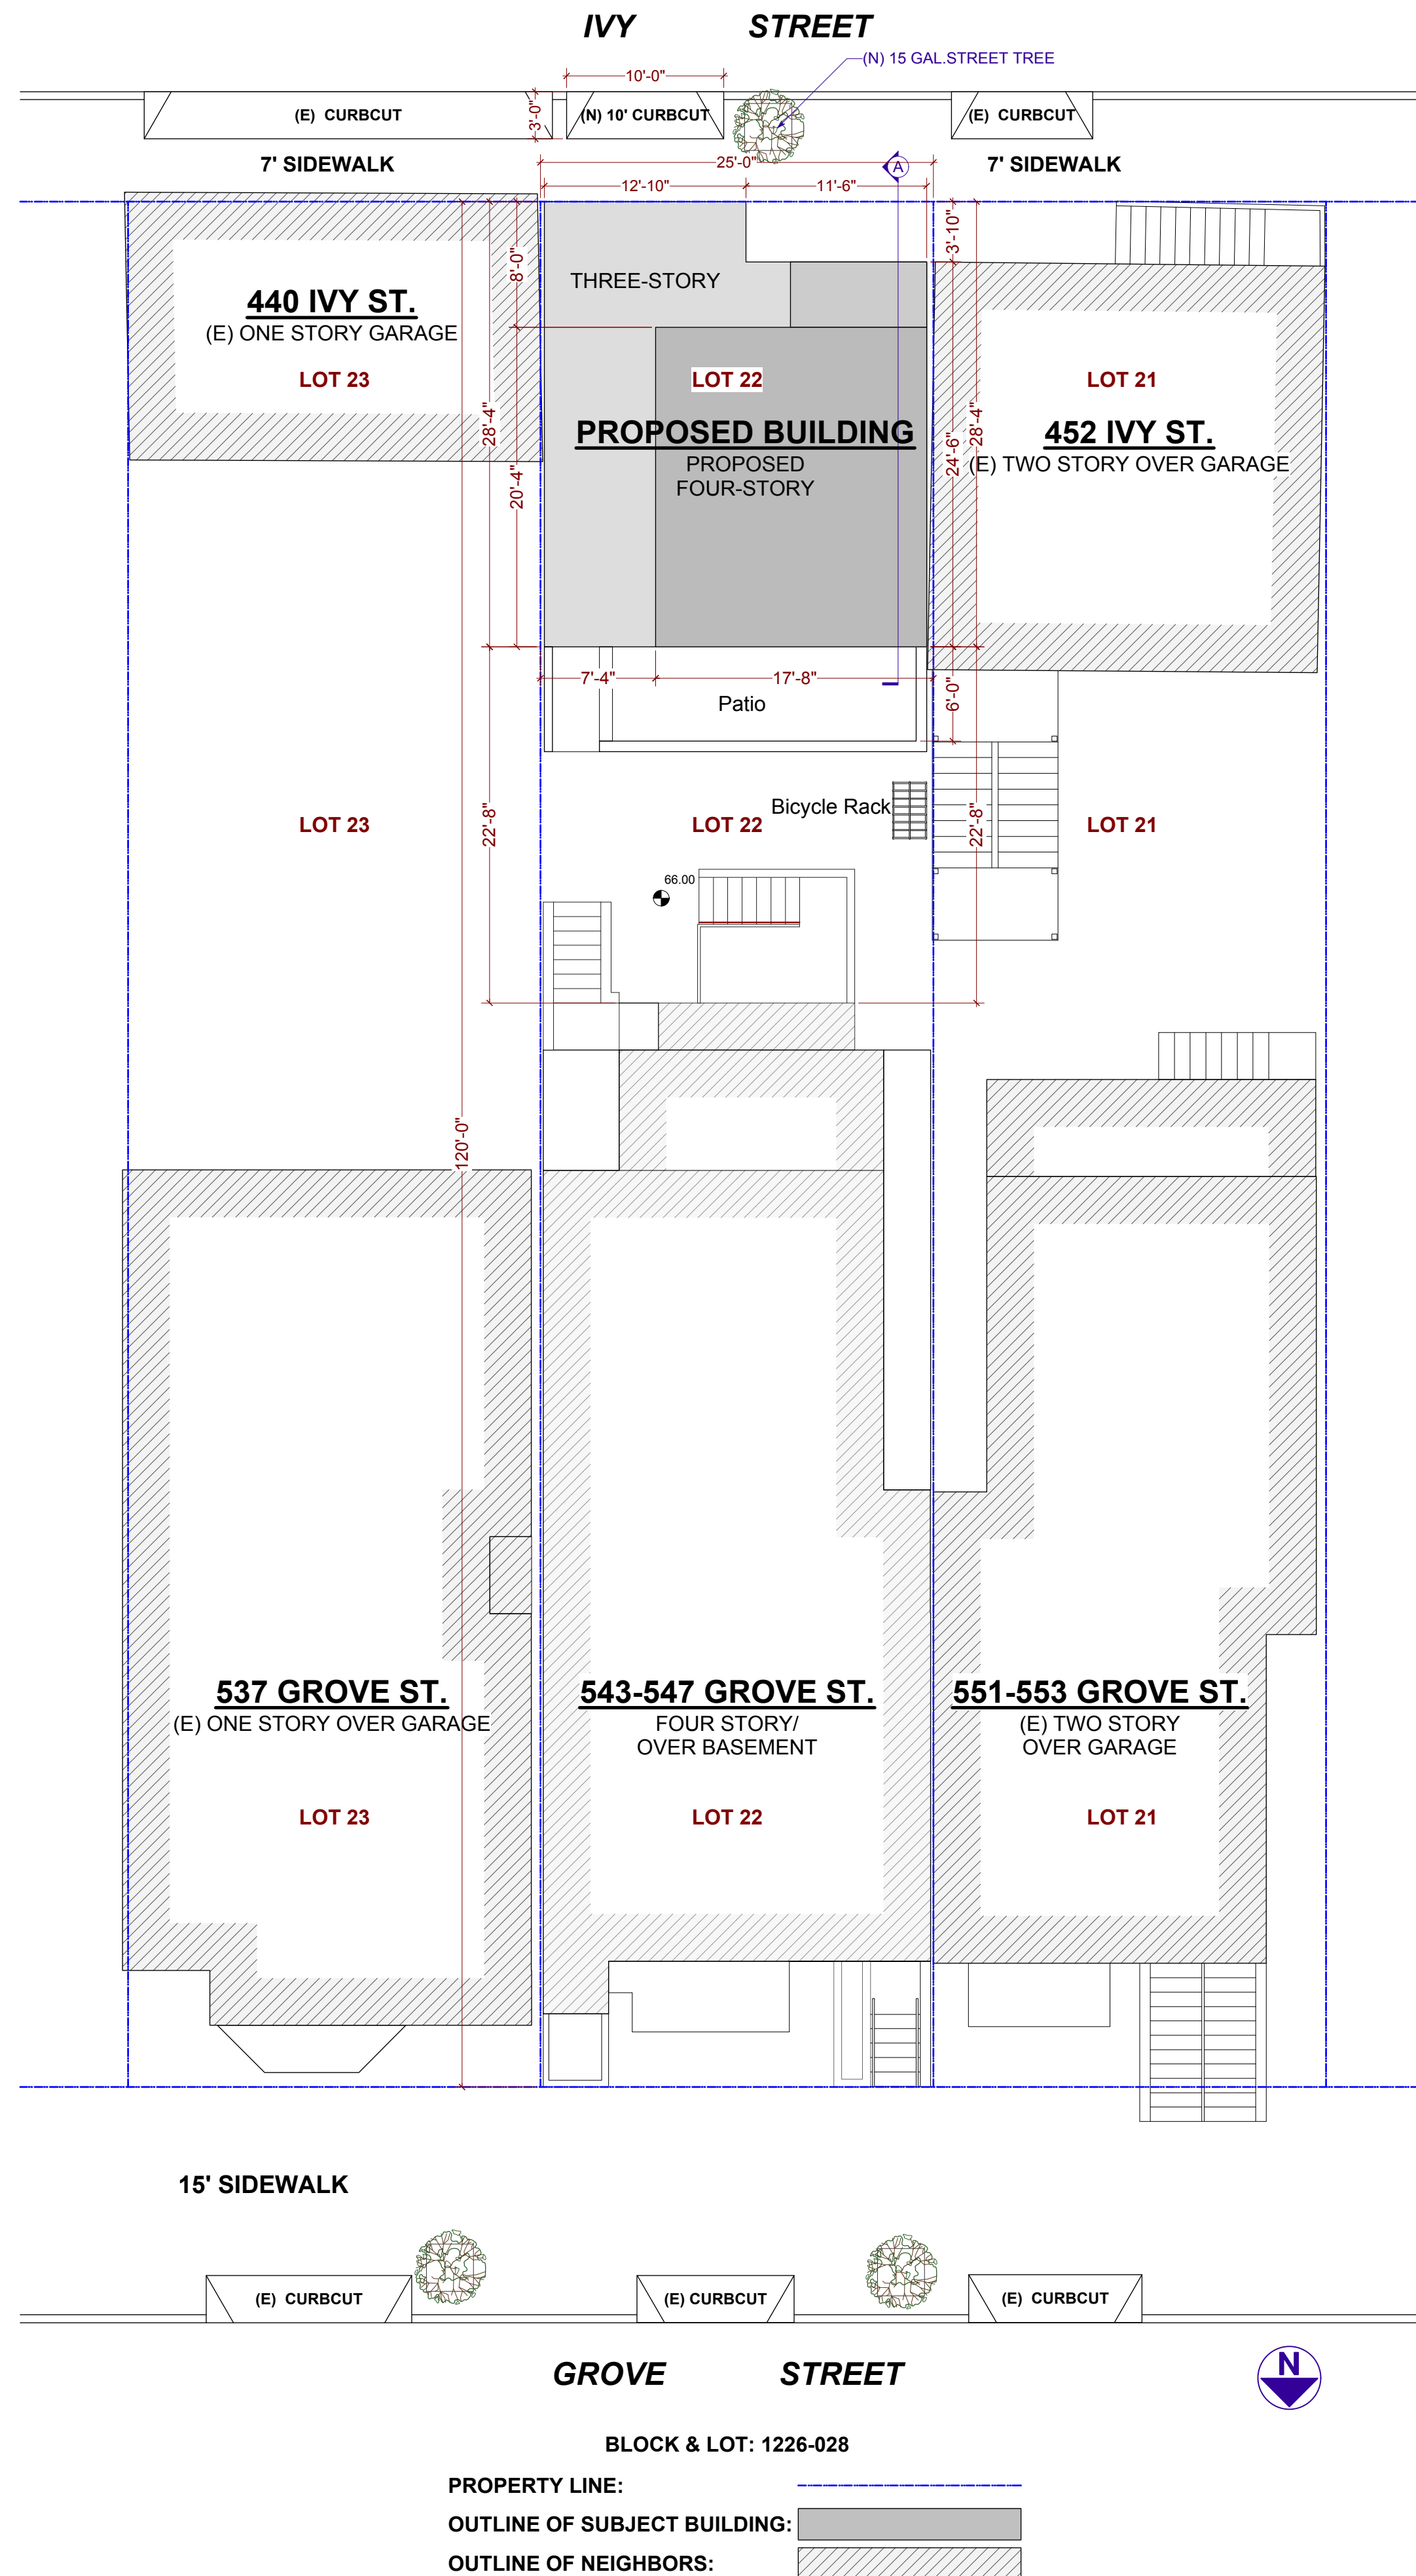 IVY STREET
(N) 15 GAL.STREET TREE
10'-0"
(E) CURBCUT
3'-0"
(N) 10' CURBCUT
(E) CURBCUT
7' SIDEWALK
25'-0"
A
7' SIDEWALK
12'-10"
11'-6"
3'-10"
8'-0"
THREE-STORY
440 IVY ST.
(E) ONE STORY GARAGE
LOT 23
LOT 22
LOT 21
28'-4"
20'-4"
PROPOSED BUILDING
PROPOSED
FOUR-STORY
24'-6"
28'-4"
452 IVY ST.
(E) TWO STORY OVER GARAGE
7'-4"
17'-8"
6'-0"
Patio
22'-8"
Bicycle Rack
22'-8"
LOT 23
LOT 22
LOT 21
66.00
120'-0"
537 GROVE ST.
(E) ONE STORY OVER GARAGE
543-547 GROVE ST.
FOUR STORY/
OVER BASEMENT
551-553 GROVE ST.
(E) TWO STORY
OVER GARAGE
LOT 23
LOT 22
LOT 21
15' SIDEWALK
(E) CURBCUT
(E) CURBCUT
(E) CURBCUT
GROVE STREET
N
BLOCK & LOT: 1226-028
PROPERTY LINE:
OUTLINE OF SUBJECT BUILDING:
OUTLINE OF NEIGHBORS: